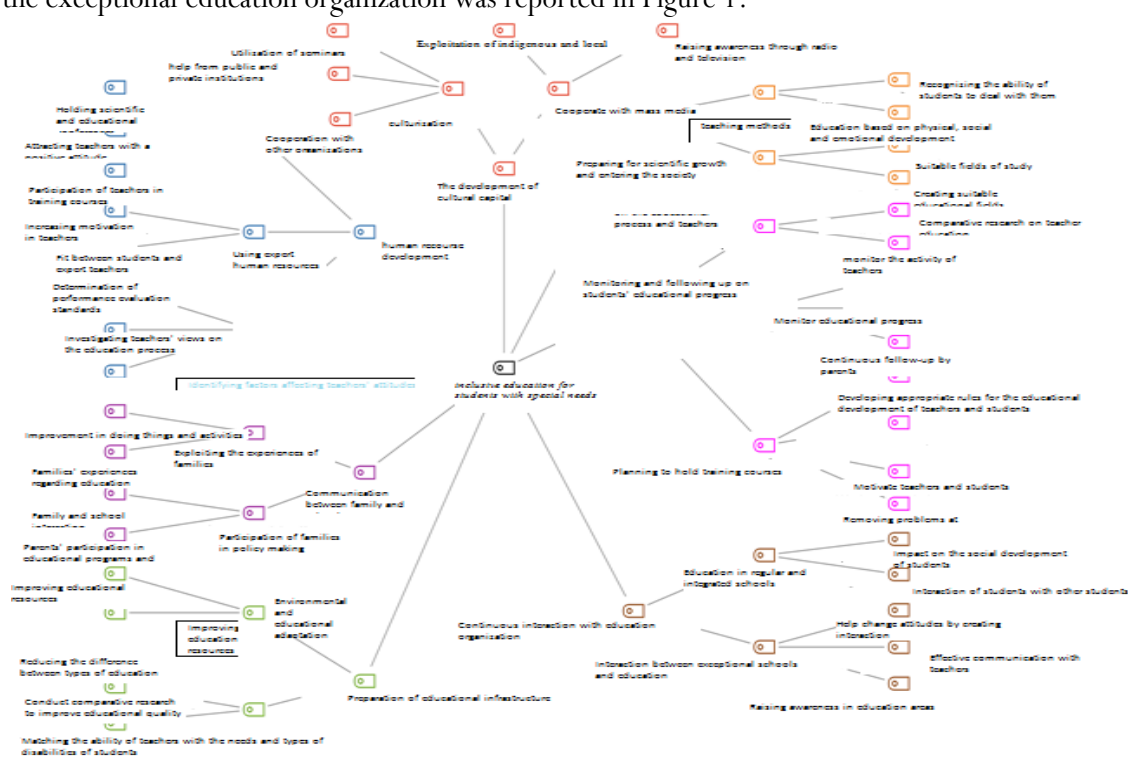 the exceptional education organization was reported in Figure 1.
Utilisation of seminars
help from public and
private institutions
Cooperation with
other organizations
culturisation
Exploitation of indigenous and local
Raising awareness through radio
and television
Cooperate with mass media
The development of
cultural capital
Recognising the ability of
students to deal with them
teaching methods
Education based on physical, social
and emotional development
Preparing for scientific growth
and entering the society
Suitable fields of study
Creating suitable
educational fields
process and teachers
Comparative research on teacher
education
monitor the activity of
teachers
Monitoring and following up on
students' educational progress
Monitor educational progress
Continuous follow-up by
parents
Developing appropriate rules for the educational
development of teachers and students
Planning to hold training courses
Motivate teachers and students
Removing problems at
Holding scientific
and educational
Attracting teachers with a
positive attitude
Participation of teachers in
training courses
Increasing motivation
in teachers
Using expert
human resources
human recourse
development
Fit between students and
expert teachers
Determination of
performance evaluation
standards
Investigating teachers' views on
the education process
Identifying factors affecting teachers' attitudes
inclusive education for
students with special needs
Improvement in doing things and activities
Exploiting the experiences of
families
Families' experiences
regarding education
Communication
between family and
Family and school
Participation of families
in policy making
Parents' participation in
educational programs and
Improving educational
resources
Environmental
and
educational
adaptation
Improving
education
resources
Reducing the difference
between types of education
Conduct comparative research
to improve educational quality
Preparation of educational infrastructure
Matching the ability of teachers with the needs and types of
disabilities of students
Impact on the social development
of students
Education in regular and
integrated schools
Interaction of students with other students
Continuous interaction with education
organization
Help change attitudes by creating
interaction
Interaction between exceptional schools
and education
Effective communication with
teachers
Raising awareness in education areas